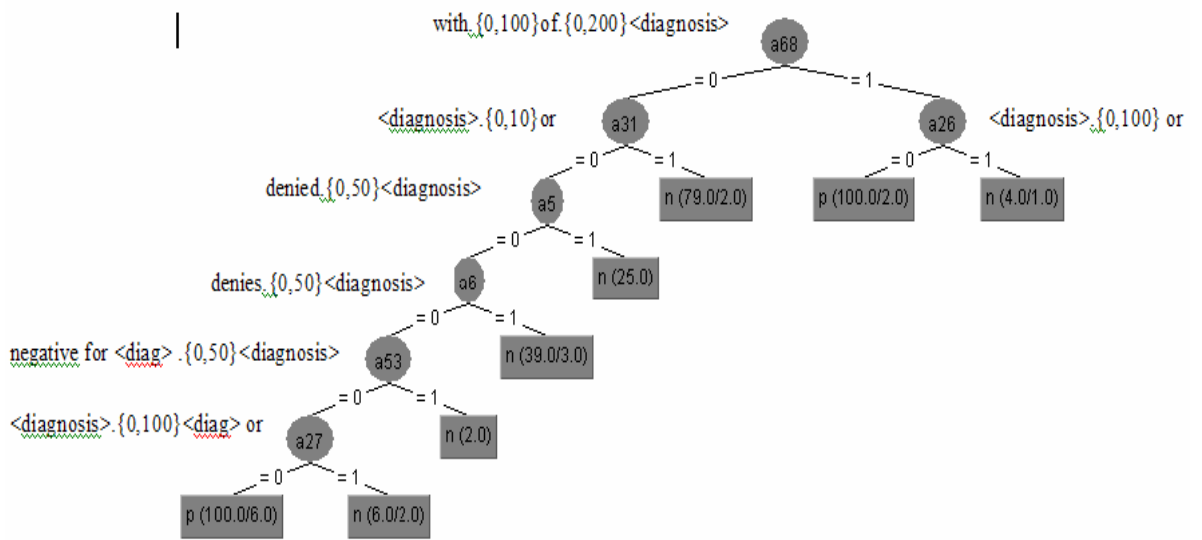 with.{0,100}of.{0,200}<diagnosis>
a68
= 0
= 1
<diagnosis>.{0,10}or
a31
a26
<diagnosis>.{0,100} or
= 0
= 1
= 0
= 1
denied.{0,50}<diagnosis>
a5
n (79.0/2.0)
p (100.0/2.0)
n (4.0/1.0)
= 0
= 1
denies.{0,50}<diagnosis>
a6
n (25.0)
= 0
= 1
negative for <diag> .{0,50}<diagnosis>
a53
n (39.0/3.0)
= 0
= 1
<diagnosis>.{0,100}<diag> or
a27
n (2.0)
= 0
= 1
p (100.0/6.0)
n (6.0/2.0)